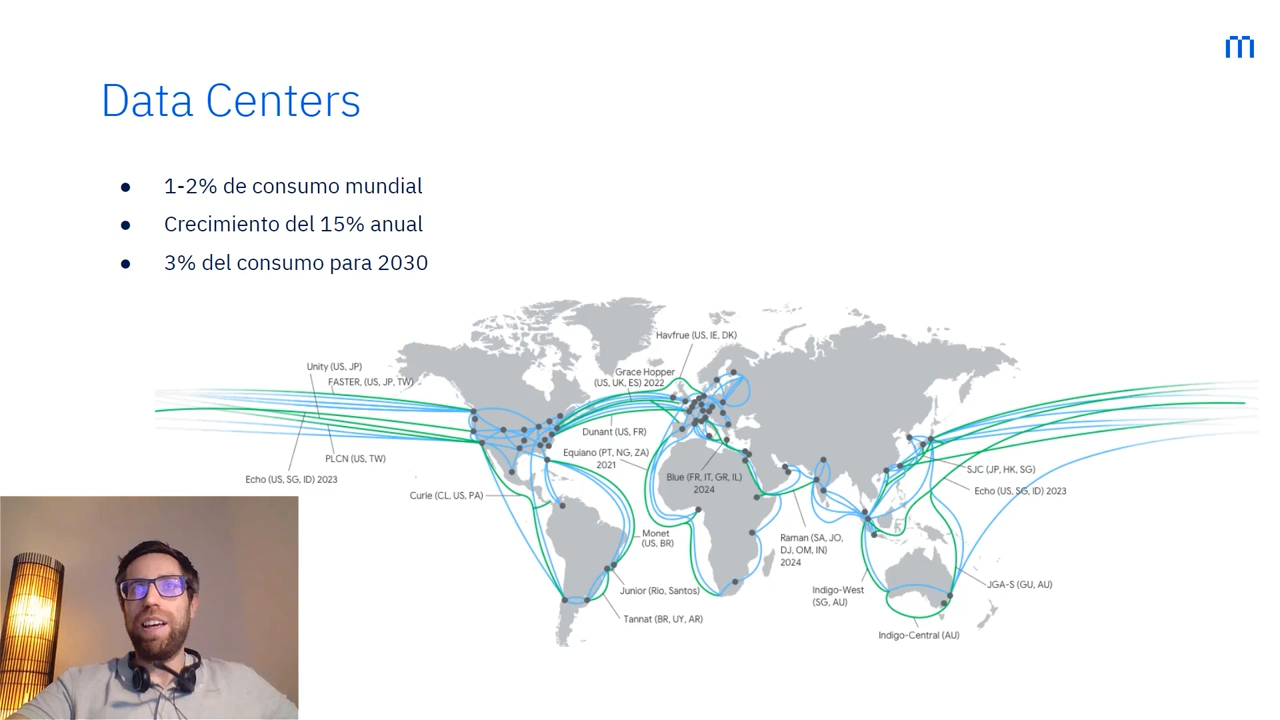 m
Data Centers
● 1-2% de consumo mundial
● Crecimiento del 15% anual
● 3% del consumo para 2030
Havfrue (US, IE, DK)
Unity (US, JP)
FASTER, (US, JP, TW)
Grace Hopper
(US, UK, ES) 2022
Dunant (US, FR)
Equiano (PT, NG, ZA)
2021
PLCN (US, TW)
Echo (US, SG, ID) 2023
Blue (FR, IT, GR, IL)
2024
SJC (JP, HK, SG)
Echo (US, SG, ID) 2023
Curie (CL, US, PA)
Monet
(US, BR)
Raman (SA, JO,
DJ, OM, IN)
2024
Junior (Rio, Santos)
Tannat (BR, UY, AR)
Indigo-West
(SG, AU)
JGA-S (GU, AU)
Indigo-Central (AU)